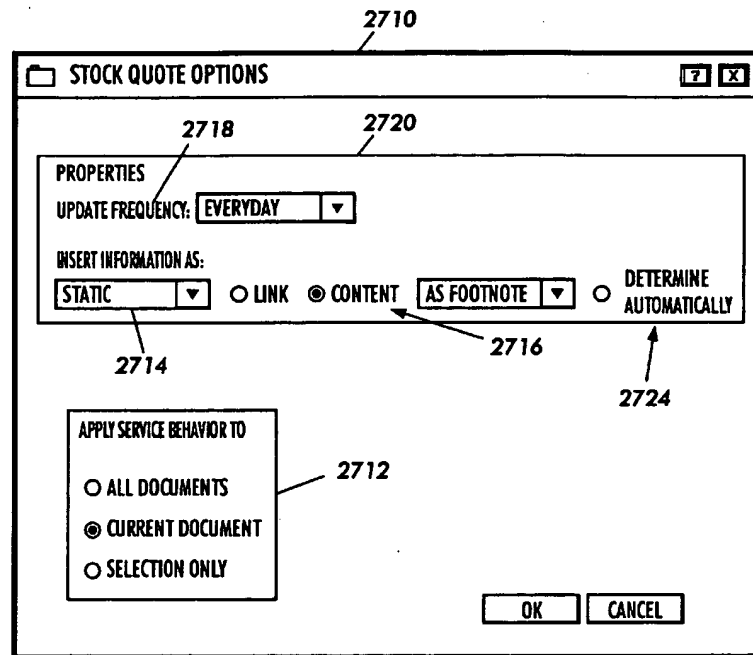 2710
STOCK QUOTE OPTIONS ? X
2718 2720
PROPERTIES
UPDATE FREQUENCY: EVERYDAY
INSERT INFORMATION AS:
STATIC LINK CONTENT AS FOOTNOTE DETERMINE
AUTOMATICALLY
2714 2716 2724
APPLY SERVICE BEHAVIOR TO
2712
ALL DOCUMENTS
CURRENT DOCUMENT
SELECTION ONLY
OK CANCEL